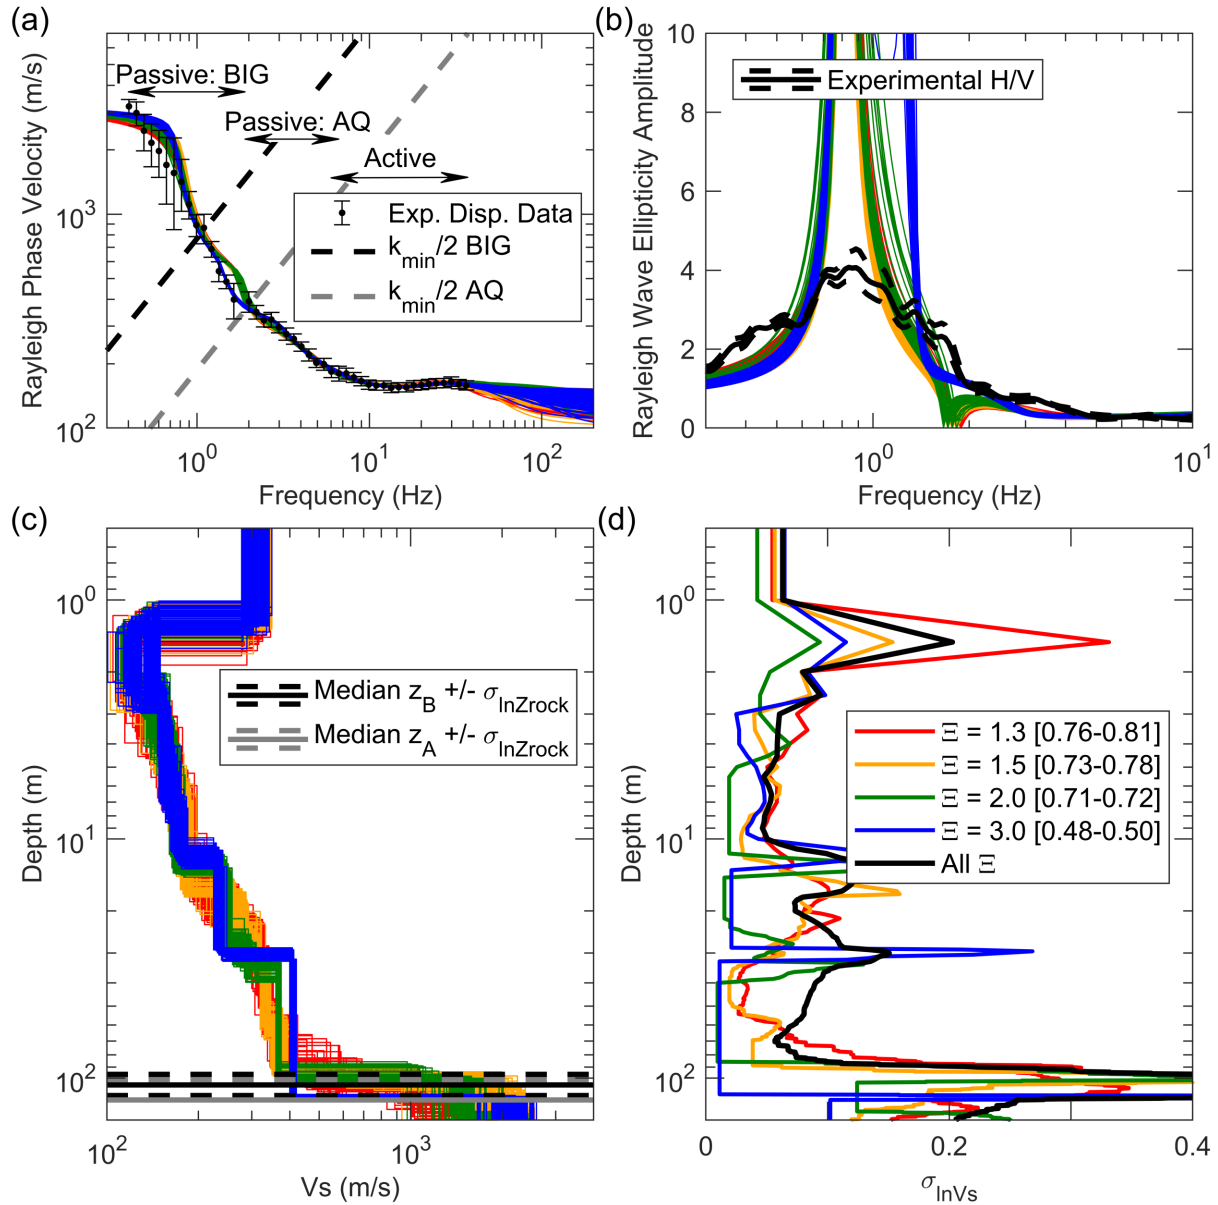 (a)
Rayleigh Phase Velocity (m/s)
10^3
10^2
Passive: BIG
Passive: AQ
Active
Exp. Disp. Data
k_min/2 BIG
k_min/2 AQ
10^0
10^1
10^2
Frequency (Hz)
(b)
Rayleigh Wave Ellipticity Amplitude
10
8
6
4
2
0
Experimental H/V
10^0
10^1
Frequency (Hz)
(c)
Depth (m)
10^0
10^1
10^2
Median z_B +/- σ_lnZrock
Median z_A +/- σ_lnZrock
10^2
10^3
Vs (m/s)
(d)
Depth (m)
10^0
10^1
10^2
Ξ = 1.3 [0.76-0.81]
Ξ = 1.5 [0.73-0.78]
Ξ = 2.0 [0.71-0.72]
Ξ = 3.0 [0.48-0.50]
All Ξ
0
0.2
0.4
σ_lnVs